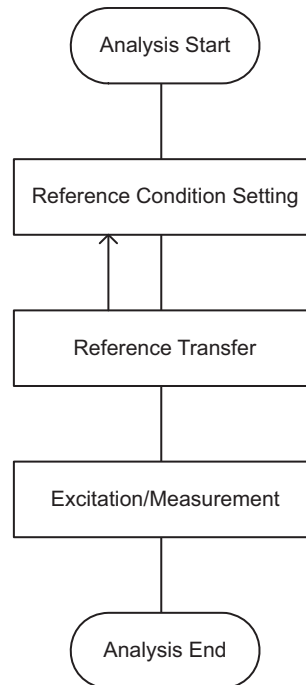 Analysis Start
Reference Condition Setting
Reference Transfer
Excitation/Measurement
Analysis End